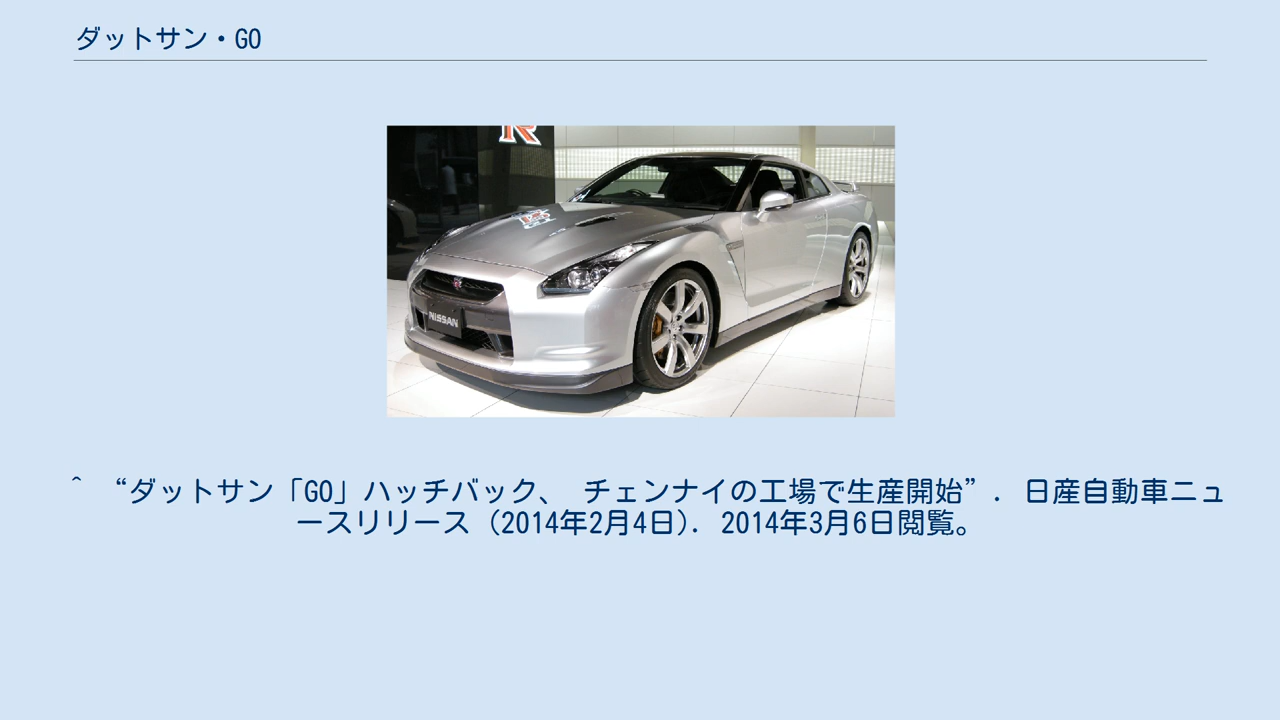 ダットサン・GO
R
NISSAN
^ “ダットサン「GO」ハッチバック、 チェンナイの工場で生産開始”. 日産自動車ニュ
ースリリース (2014年2月4日). 2014年3月6日閲覧。